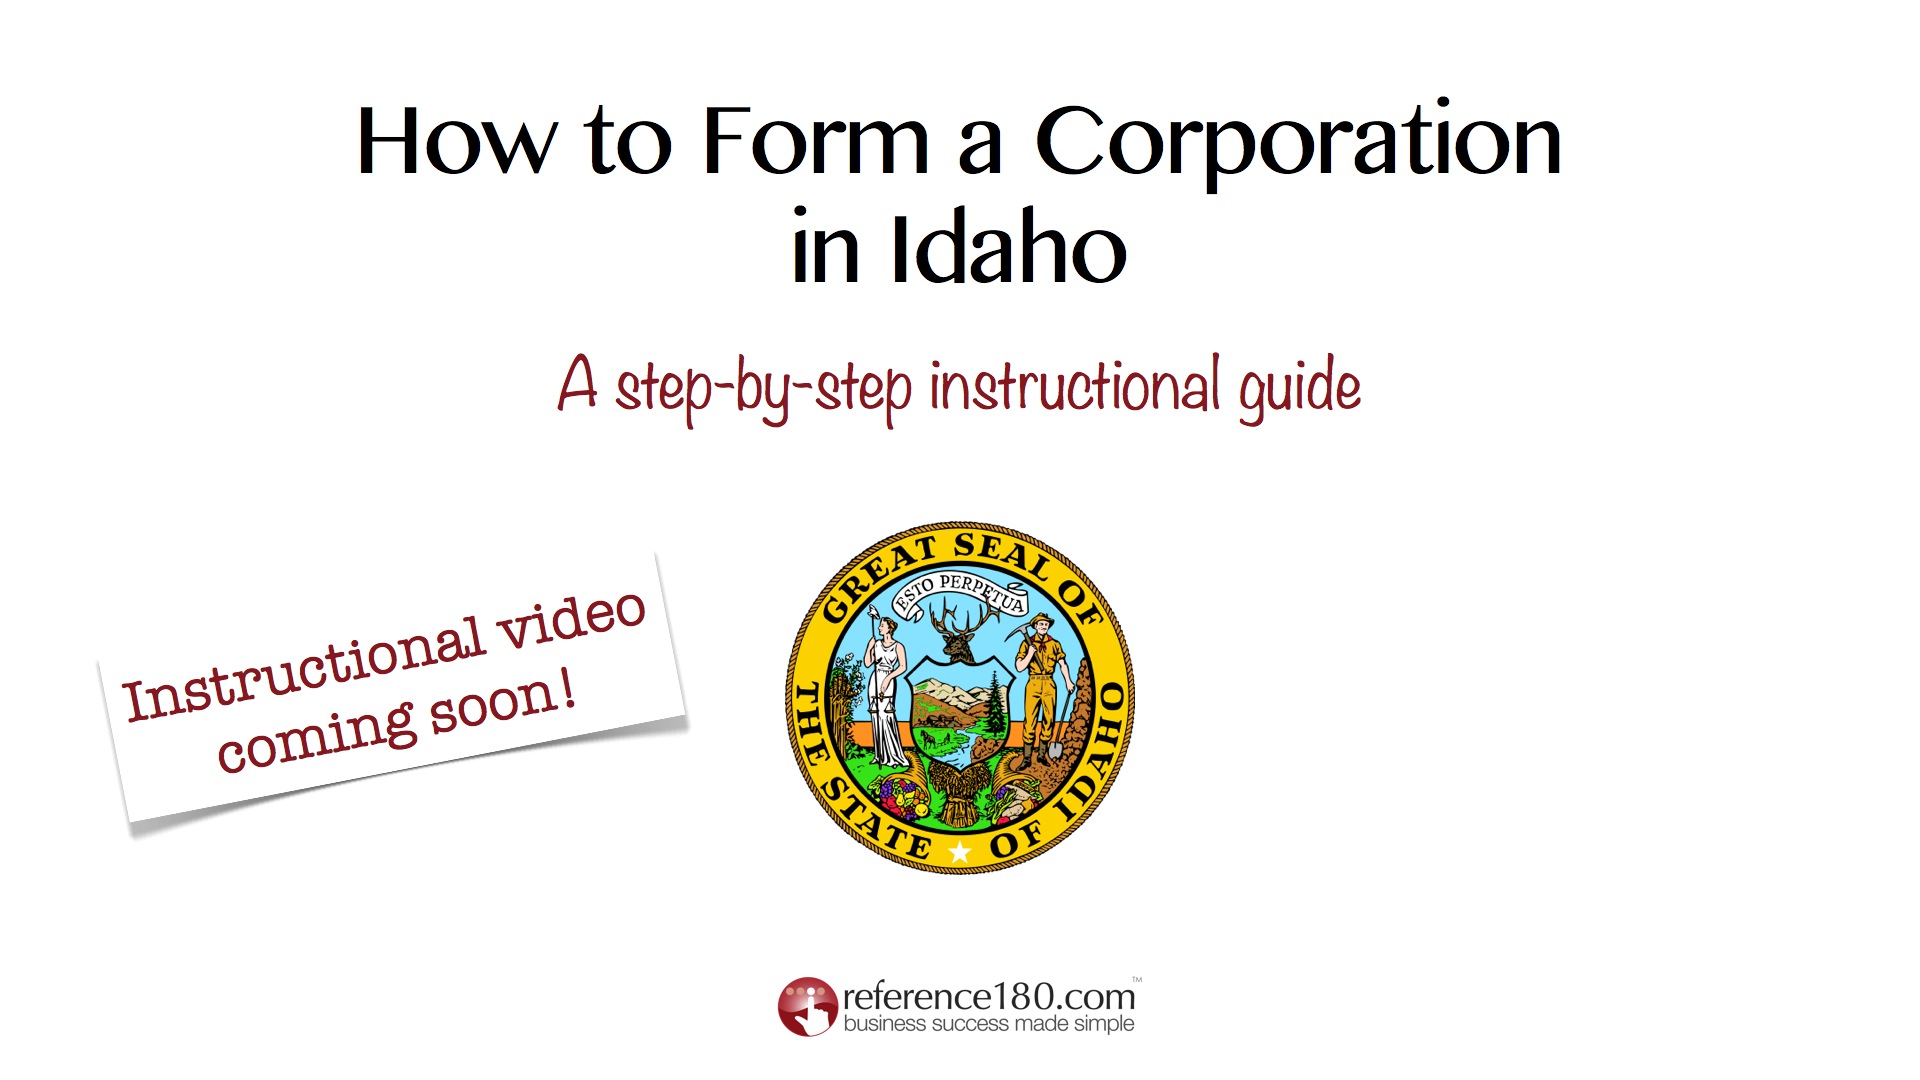 How to Form a Corporation
in Idaho
A step-by-step instructional guide
Instructional video
coming soon!
GREAT SEAL OF
THE STATE OF IDAHO
ESTO PERPETUA
reference180.com™
business success made simple